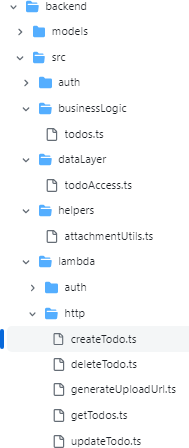 backend
models
src
auth
businessLogic
todos.ts
dataLayer
todoAccess.ts
helpers
attachmentUtils.ts
lambda
auth
http
createTodo.ts
deleteTodo.ts
generateUploadUrl.ts
getTodos.ts
updateTodo.ts